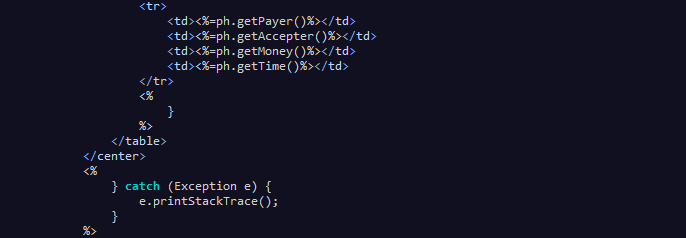 <tr>
<td><%=ph.getPayer()%></td>
<td><%=ph.getAccepter()%></td>
<td><%=ph.getMoney()%></td>
<td><%=ph.getTime()%></td>
</tr>
<%
}
%>
</table>
</center>
<%
} catch (Exception e) {
e.printStackTrace();
}
%>